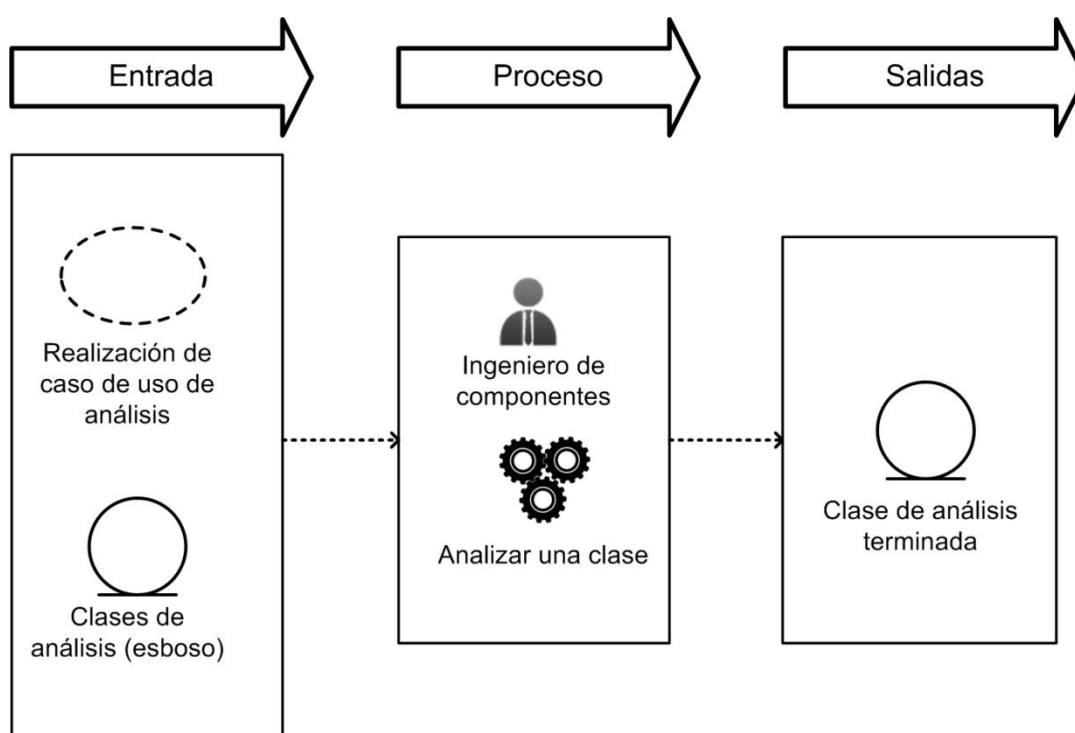 Entrada
Proceso
Salidas
Realización de
caso de uso de
análisis
Clases de
análisis (esboso)
Ingeniero de
componentes
Analizar una clase
Clase de análisis
terminada